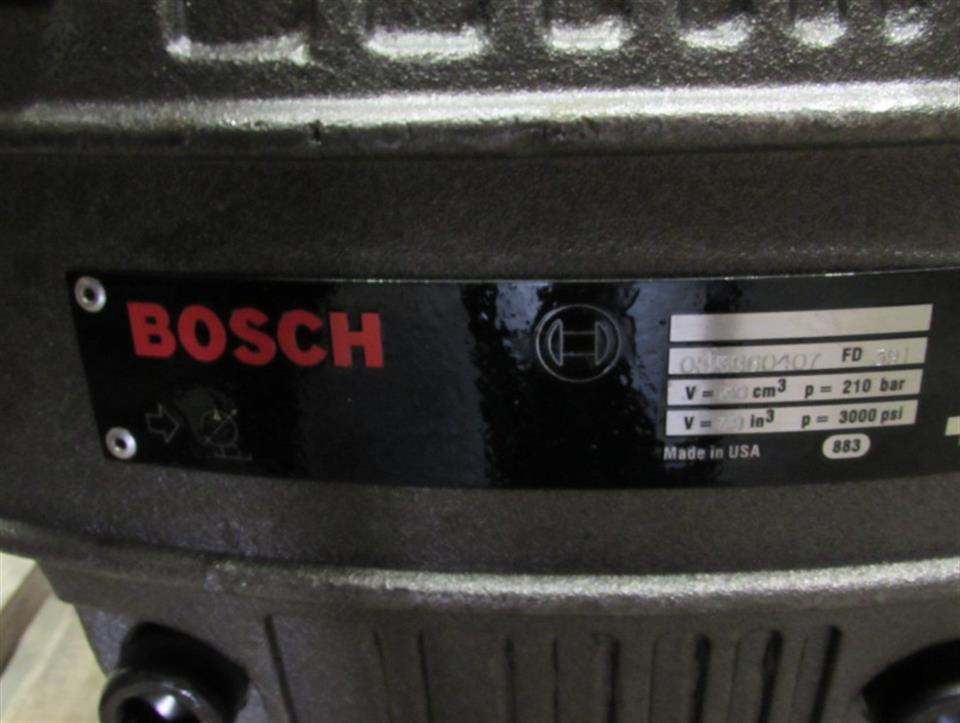 BOSCH
FD
V = cm³ p = 210 bar
V = in³ p = 3000 psi
Made in USA 883